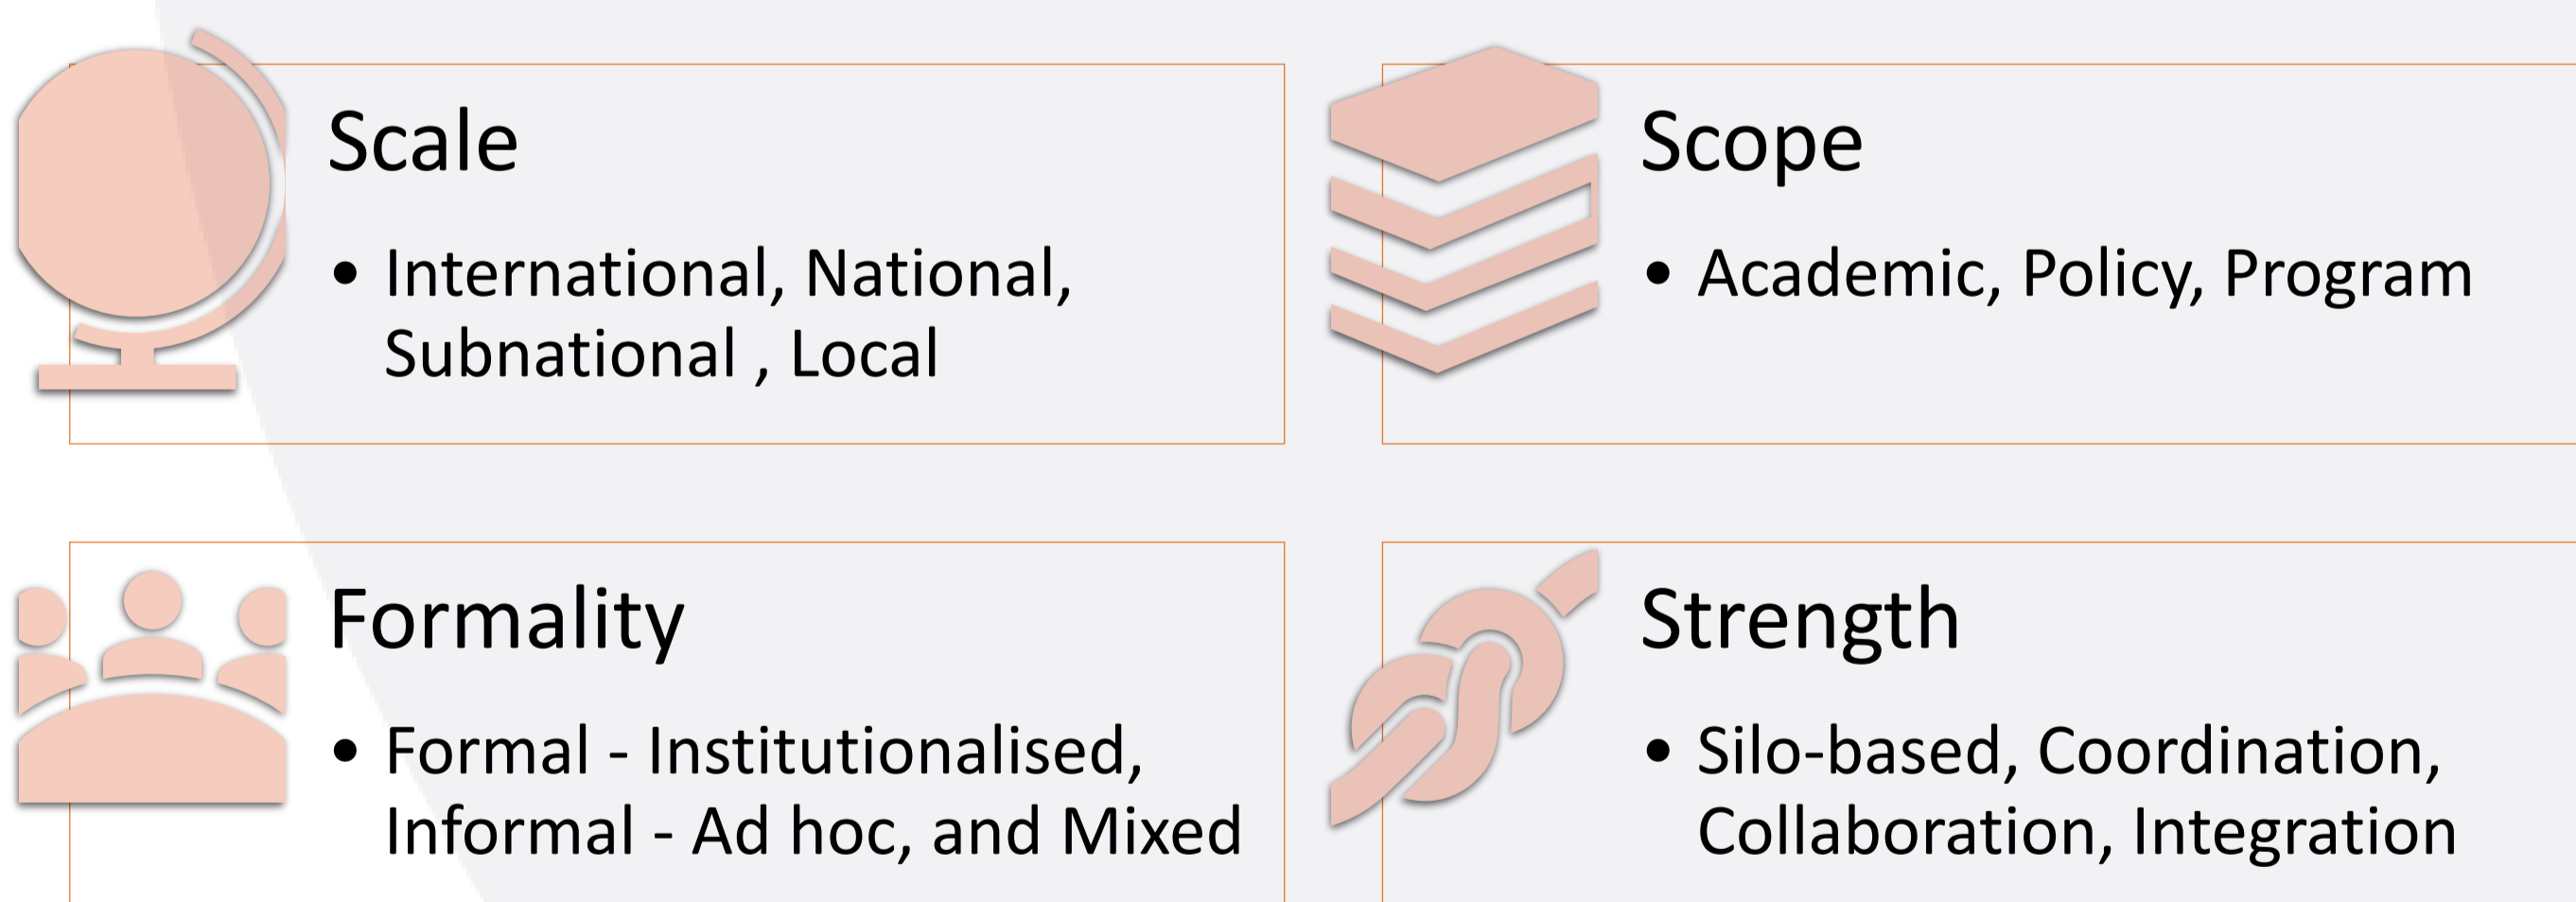 Scale
• International, National,
Subnational , Local
Scope
• Academic, Policy, Program
Formality
• Formal - Institutionalised,
Informal - Ad hoc, and Mixed
Strength
• Silo-based, Coordination,
Collaboration, Integration